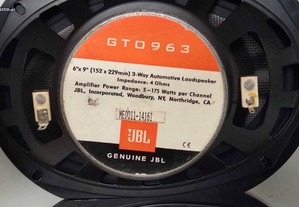 GTO963
6"x 9" (152 x 229mm) 3-Way Automotive Loudspeaker
Impedance: 4 Ohms
Amplifier Power Range: 5-175 Watts per Channel
JBL, Incorporated, Woodbury, NY, Northridge, CA
JBL
CE
GENUINE JBL